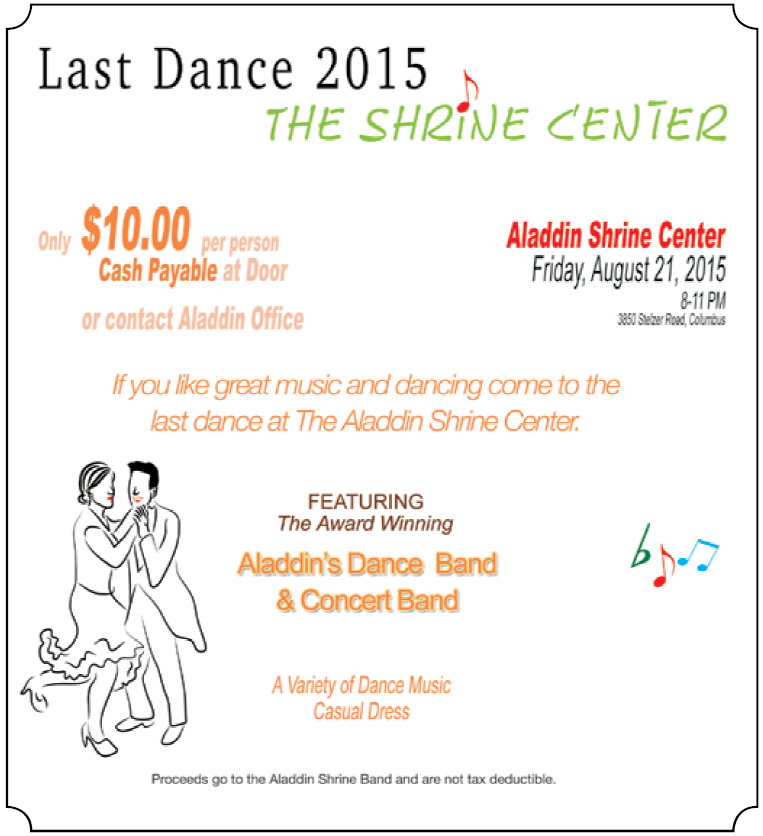 Last Dance 2015
THE SHRINE CENTER
Only $10.00 per person
Cash Payable at Door
or contact Aladdin Office
Aladdin Shrine Center
Friday, August 21, 2015
8-11 PM
3850 Stelzer Road, Columbus
If you like great music and dancing come to the
last dance at The Aladdin Shrine Center.
FEATURING
The Award Winning
Aladdin's Dance Band
& Concert Band
A Variety of Dance Music
Casual Dress
Proceeds go to the Aladdin Shrine Band and are not tax deductible.